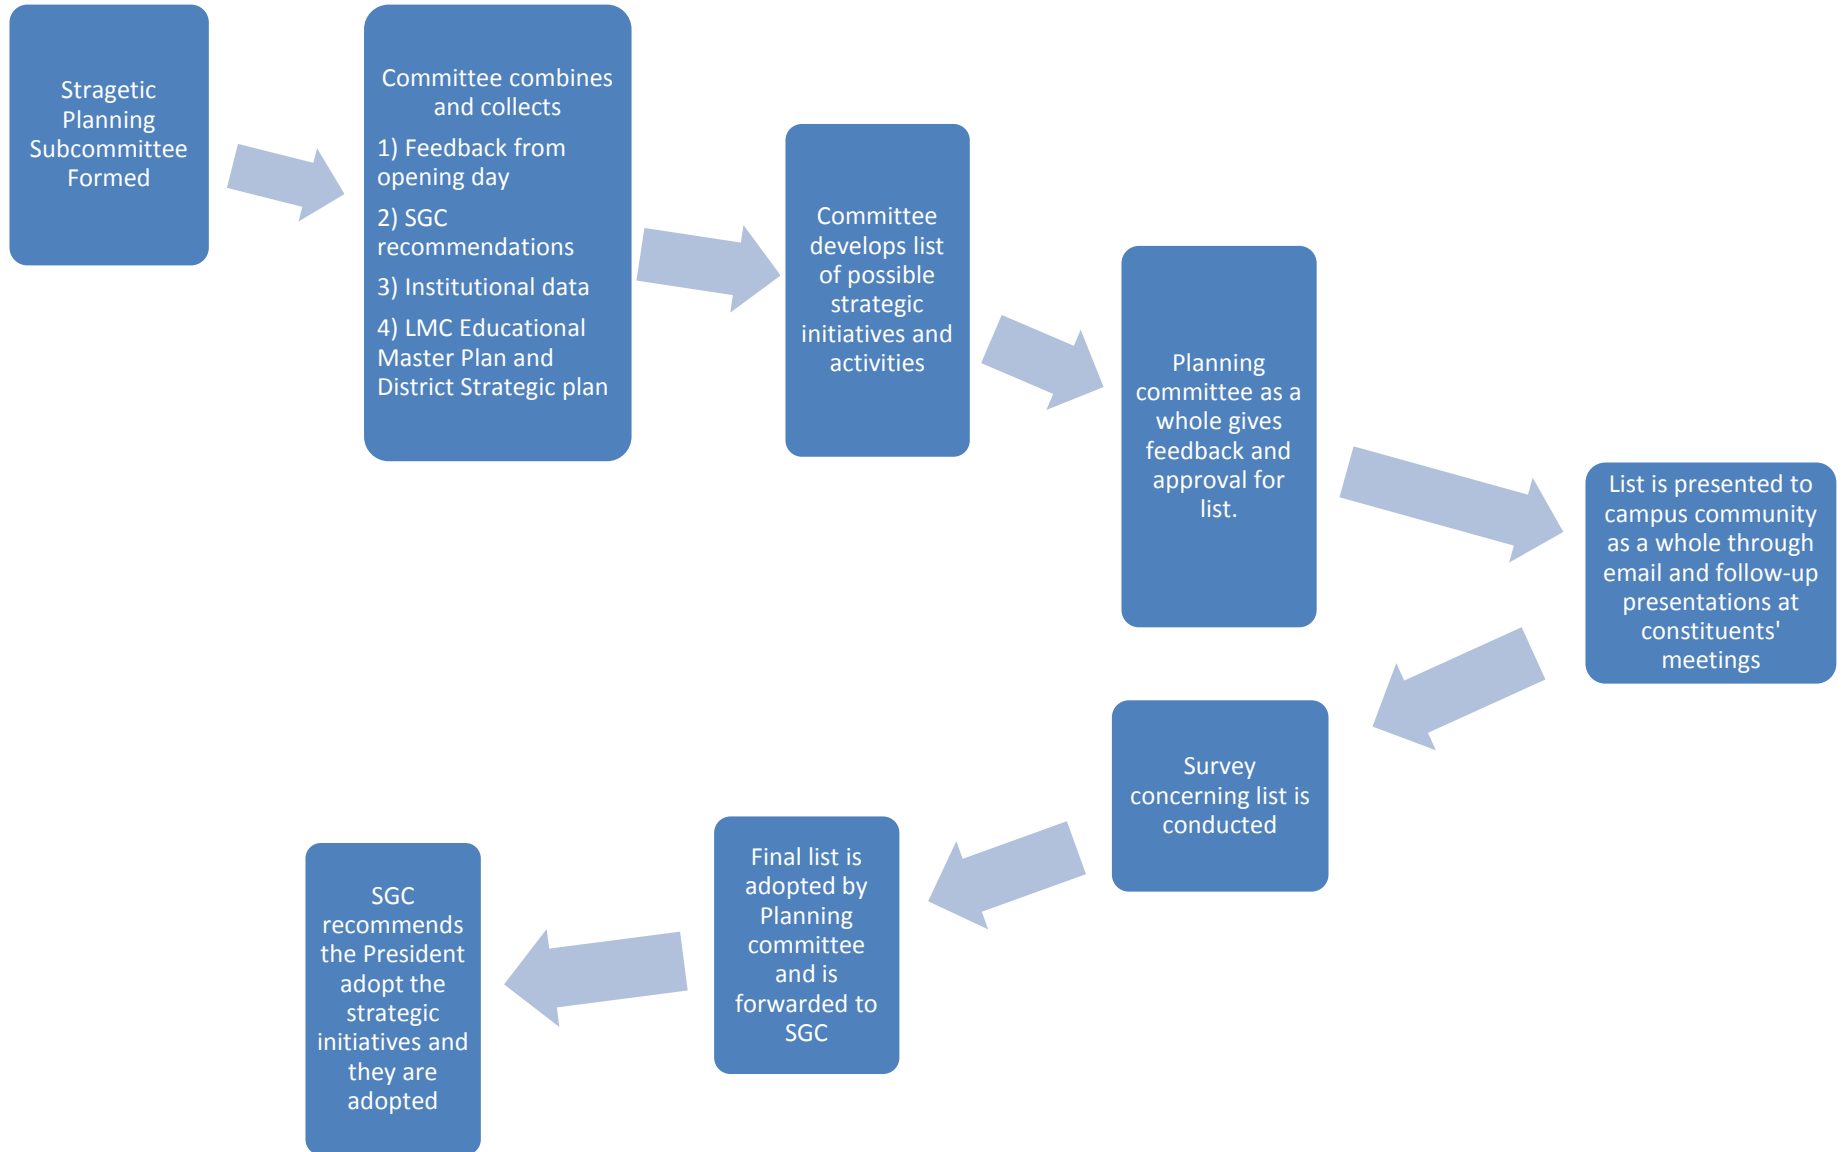 Stragetic
Planning
Subcommittee
Formed
Committee combines
and collects
1) Feedback from
opening day
2) SGC
recommendations
3) Institutional data
4) LMC Educational
Master Plan and
District Strategic plan
Committee
develops list
of possible
strategic
initiatives and
activities
Planning
committee as a
whole gives
feedback and
approval for
list.
List is presented to
campus community
as a whole through
email and follow-up
presentations at
constituents'
meetings
Survey
concerning list is
conducted
Final list is
adopted by
Planning
committee
and is
forwarded to
SGC
SGC
recommends
the President
adopt the
strategic
initiatives and
they are
adopted